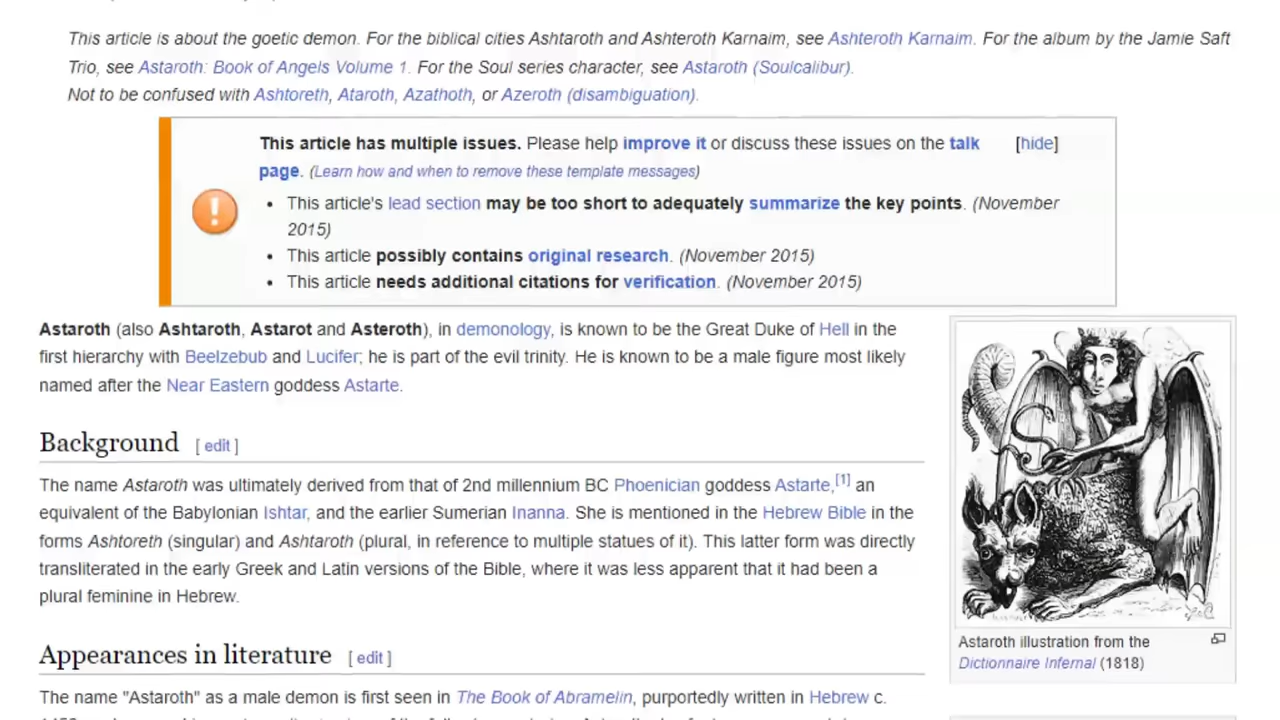 This article is about the goetic demon. For the biblical cities Ashtaroth and Ashteroth Karnaim, see Ashteroth Karnaim. For the album by the Jamie Saft
Trio, see Astaroth: Book of Angels Volume 1. For the Soul series character, see Astaroth (Soulcalibur).
Not to be confused with Ashtoreth, Ataroth, Azathoth, or Azeroth (disambiguation).
This article has multiple issues. Please help improve it or discuss these issues on the talk [hide]
page. (Learn how and when to remove these template messages)
• This article's lead section may be too short to adequately summarize the key points. (November
2015)
• This article possibly contains original research. (November 2015)
• This article needs additional citations for verification. (November 2015)
Astaroth (also Ashtaroth, Astarot and Asteroth), in demonology, is known to be the Great Duke of Hell in the
first hierarchy with Beelzebub and Lucifer; he is part of the evil trinity. He is known to be a male figure most likely
named after the Near Eastern goddess Astarte.
Background [ edit ]
The name Astaroth was ultimately derived from that of 2nd millennium BC Phoenician goddess Astarte,[1] an
equivalent of the Babylonian Ishtar, and the earlier Sumerian Inanna. She is mentioned in the Hebrew Bible in the
forms Ashtoreth (singular) and Ashtaroth (plural, in reference to multiple statues of it). This latter form was directly
transliterated in the early Greek and Latin versions of the Bible, where it was less apparent that it had been a
plural feminine in Hebrew.
Astaroth illustration from the
Dictionnaire Infernal (1818)
Appearances in literature [ edit ]
The name "Astaroth" as a male demon is first seen in The Book of Abramelin, purportedly written in Hebrew c.